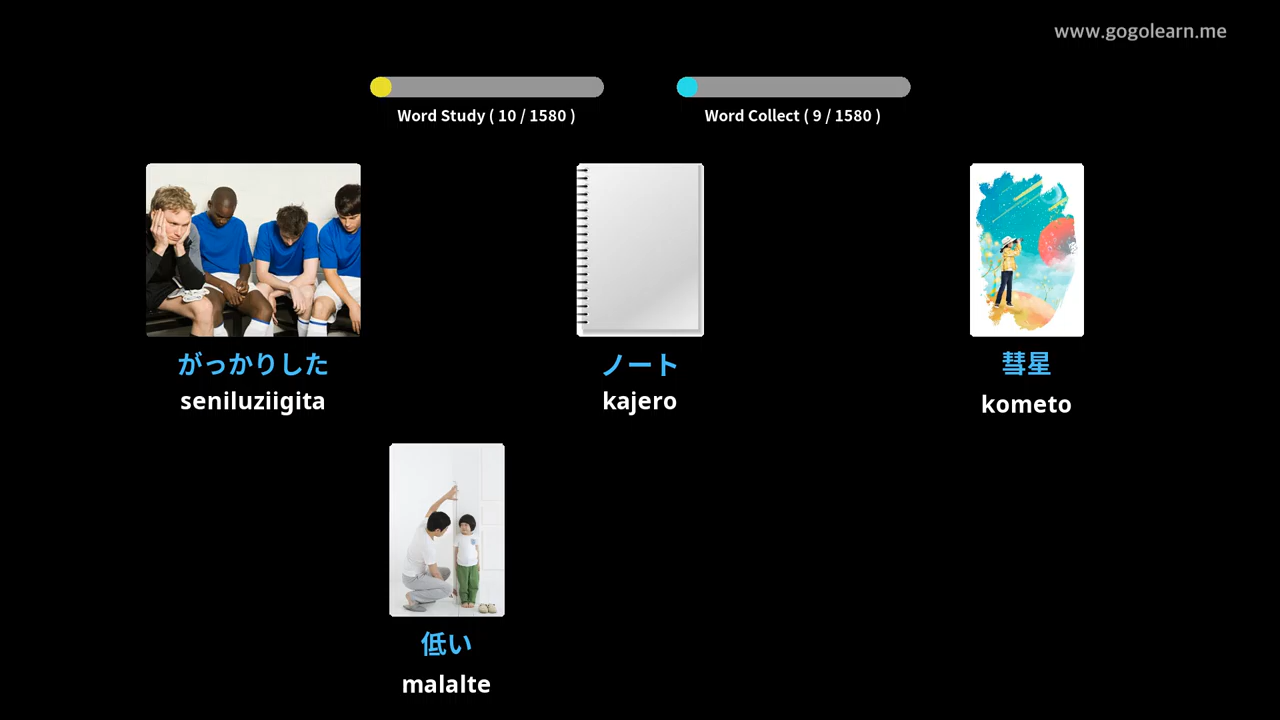 www.gogolearn.me
Word Study ( 10 / 1580 )
Word Collect ( 9 / 1580 )
がっかりした
seniluziigita
ノート
kajero
彗星
kometo
低い
malalte